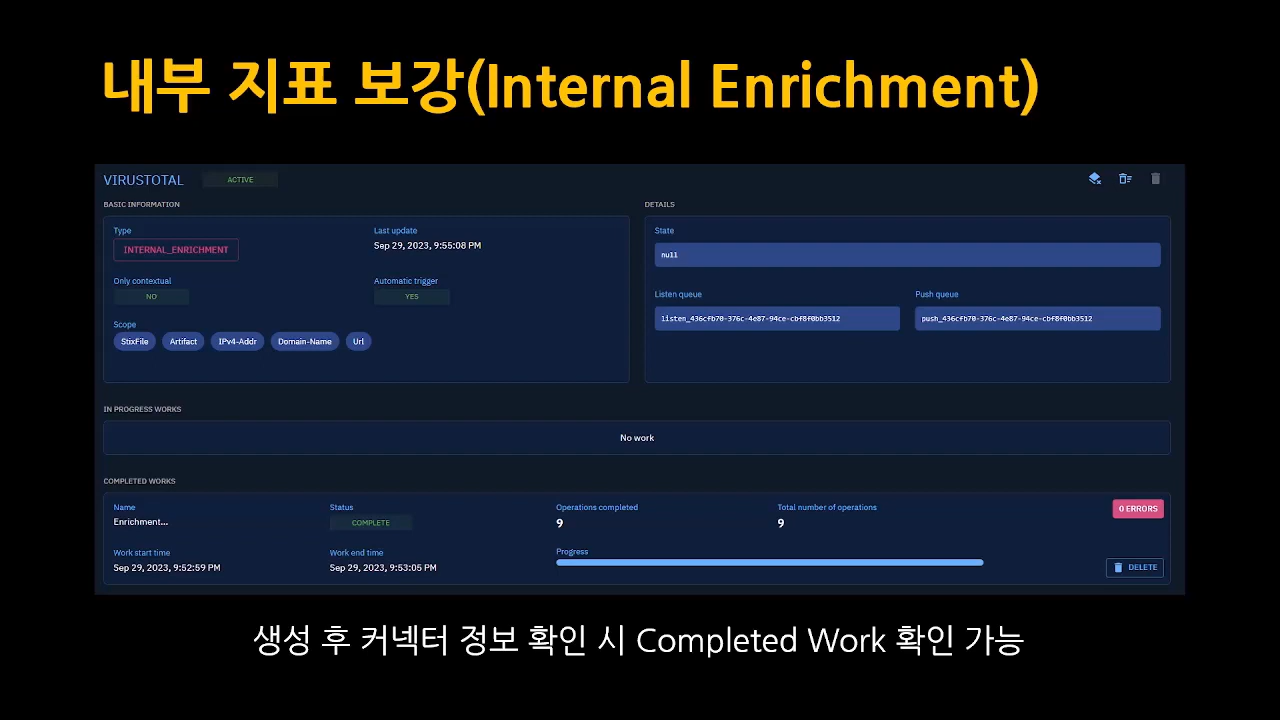 내부 지표 보강(Internal Enrichment)
VIRUSTOTAL ACTIVE
BASIC INFORMATION
Type
INTERNAL_ENRICHMENT
Last update
Sep 29, 2023, 9:55:08 PM
Only contextual
NO
Automatic trigger
YES
Scope
StixFile Artifact IPv4-Addr Domain-Name Url
DETAILS
State
null
Listen queue
listen_436cfb70-376c-4e87-94ce-cbf8f0bb3512
Push queue
push_436cfb70-376c-4e87-94ce-cbf8f0bb3512
IN PROGRESS WORKS
No work
COMPLETED WORKS
Name
Enrichment...
Status
COMPLETE
Operations completed
9
Total number of operations
9
0 ERRORS
Work start time
Sep 29, 2023, 9:52:59 PM
Work end time
Sep 29, 2023, 9:53:05 PM
Progress
DELETE
생성 후 커넥터 정보 확인 시 Completed Work 확인 가능